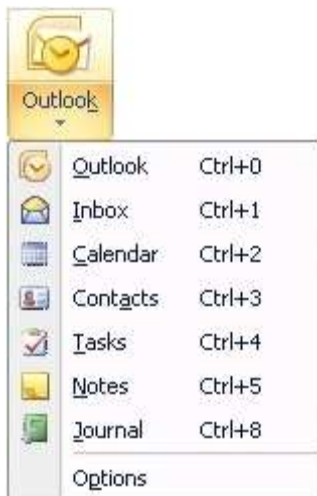 Outlook
Outlook Ctrl+0
Inbox Ctrl+1
Calendar Ctrl+2
Contacts Ctrl+3
Tasks Ctrl+4
Notes Ctrl+5
Journal Ctrl+8
Options